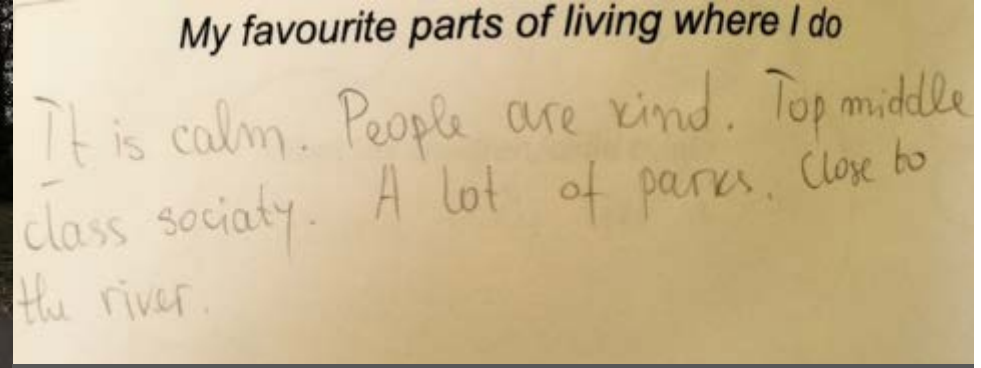 My favourite parts of living where I do
It is calm. People are kind. Top middle
class sociaty. A lot of parks. Close to
the river.